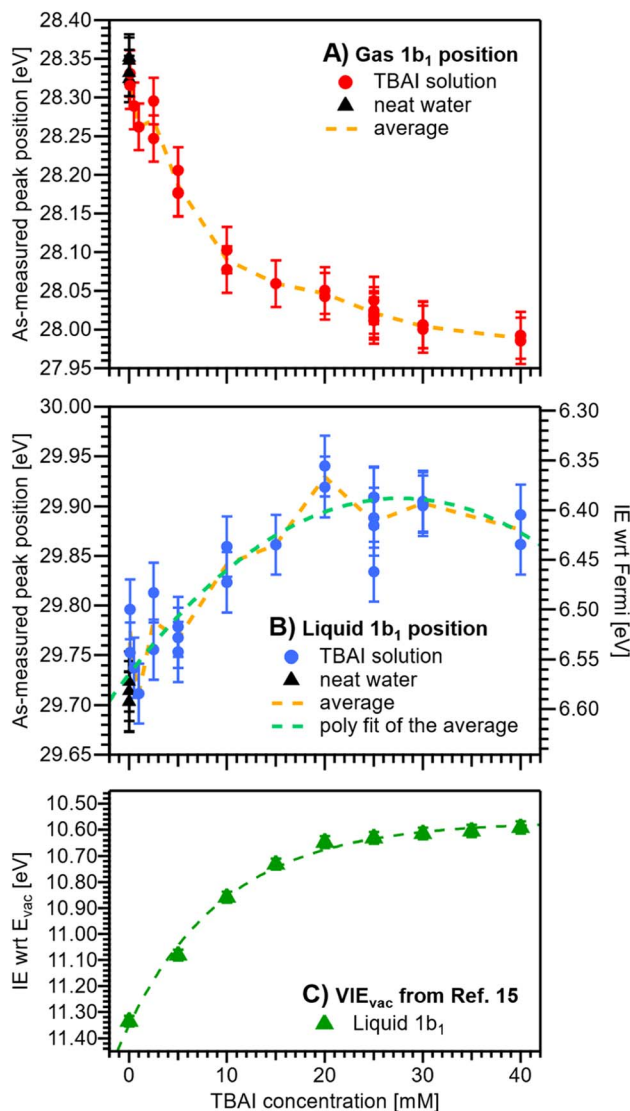 28.40
28.35
28.30
28.25
28.20
28.15
28.10
28.05
28.00
27.95
As-measured peak position [eV]
A) Gas 1b₁ position
TBAI solution
neat water
average
30.00
29.95
29.90
29.85
29.80
29.75
29.70
29.65
As-measured peak position [eV]
6.30
6.35
6.40
6.45
6.50
6.55
6.60
IE wrt Fermi [eV]
B) Liquid 1b₁ position
TBAI solution
neat water
average
poly fit of the average
10.50
10.60
10.70
10.80
10.90
11.00
11.10
11.20
11.30
11.40
IE wrt Eᵥₐc [eV]
C) VIEᵥₐc from Ref. 15
Liquid 1b₁
0 10 20 30 40
TBAI concentration [mM]